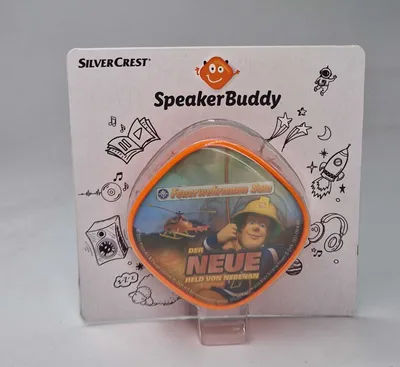 SILVERCREST®
SpeakerBuddy
Feuerwehrmann Sam
DER
NEUE
HELD VON NEBENAN